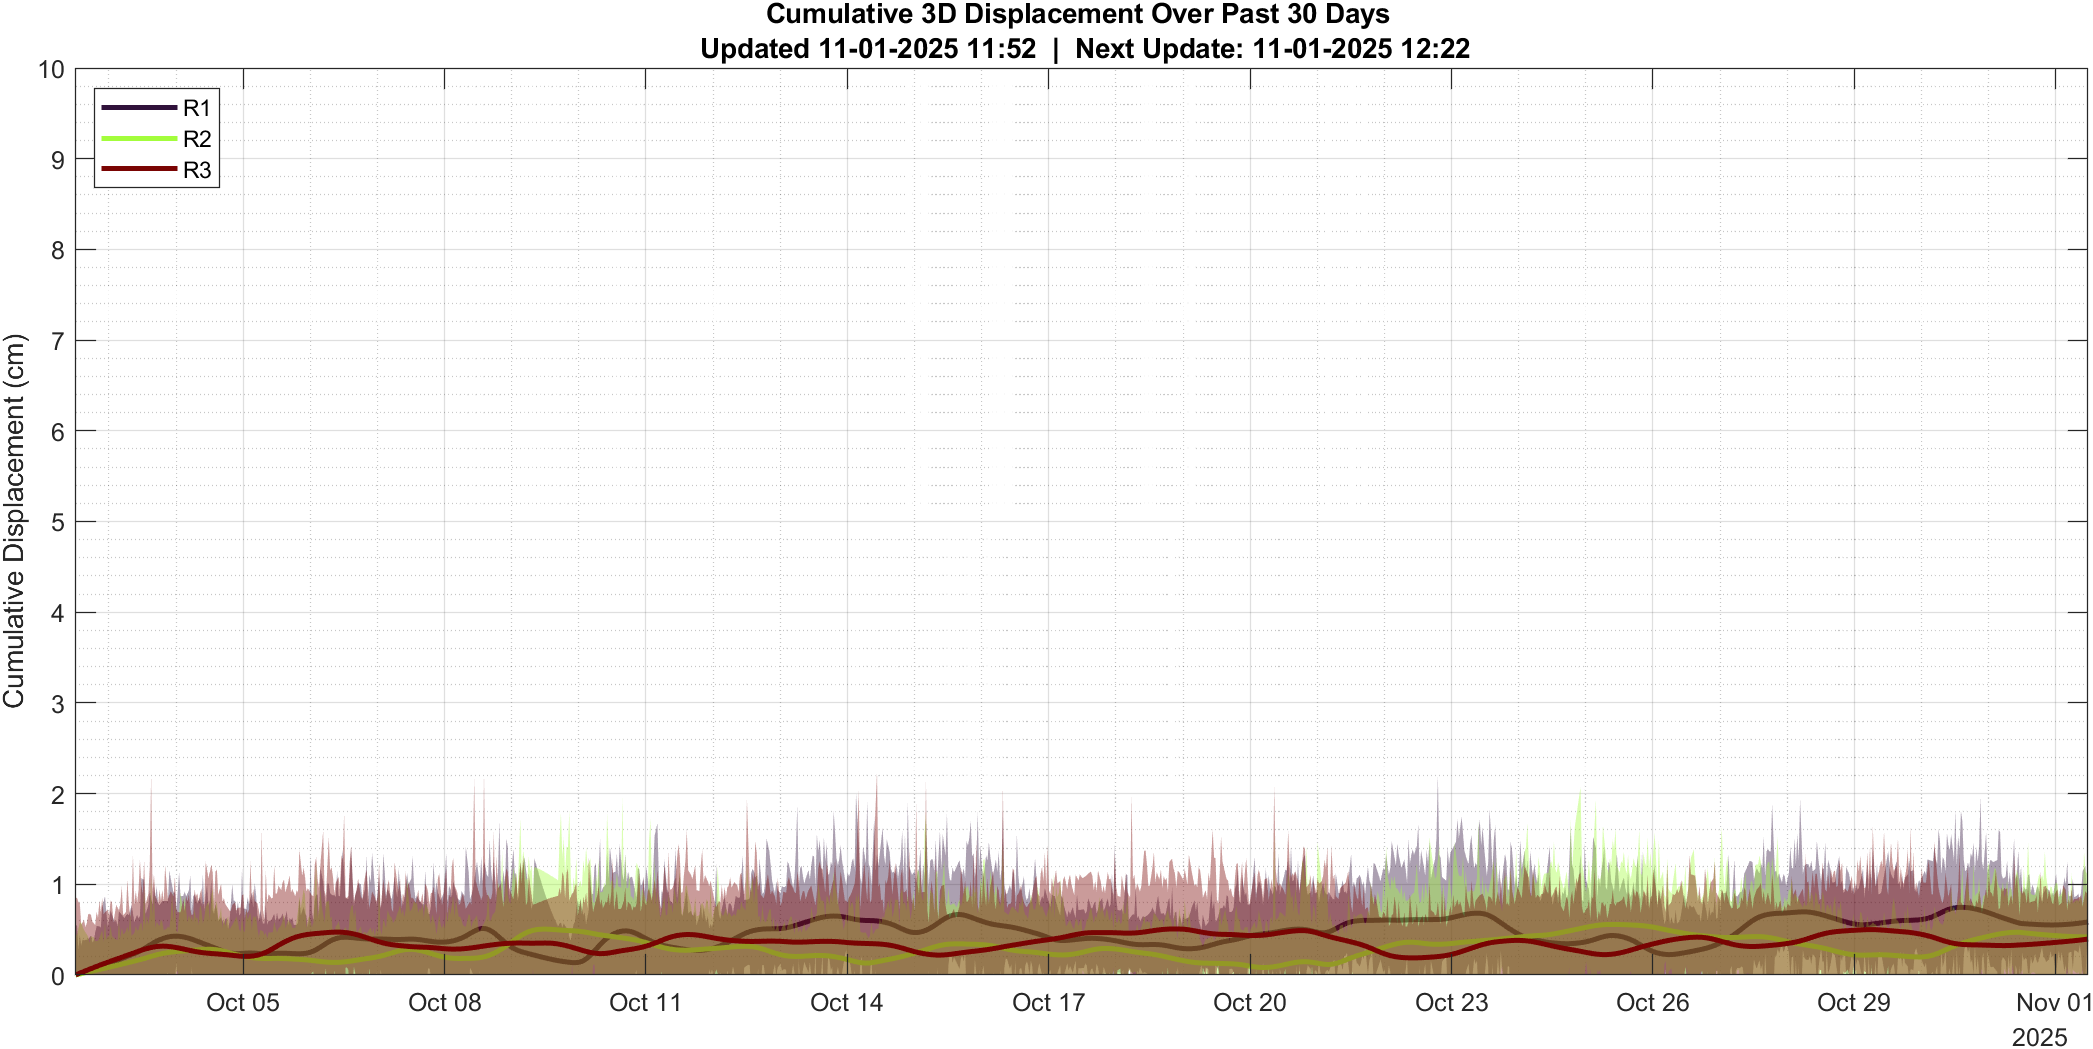 Cumulative 3D Displacement Over Past 30 Days
Updated 11-01-2025 11:52 | Next Update: 11-01-2025 12:22
R1
R2
R3
Cumulative Displacement (cm)
10
9
8
7
6
5
4
3
2
1
0
Oct 05
Oct 08
Oct 11
Oct 14
Oct 17
Oct 20
Oct 23
Oct 26
Oct 29
Nov 01
2025